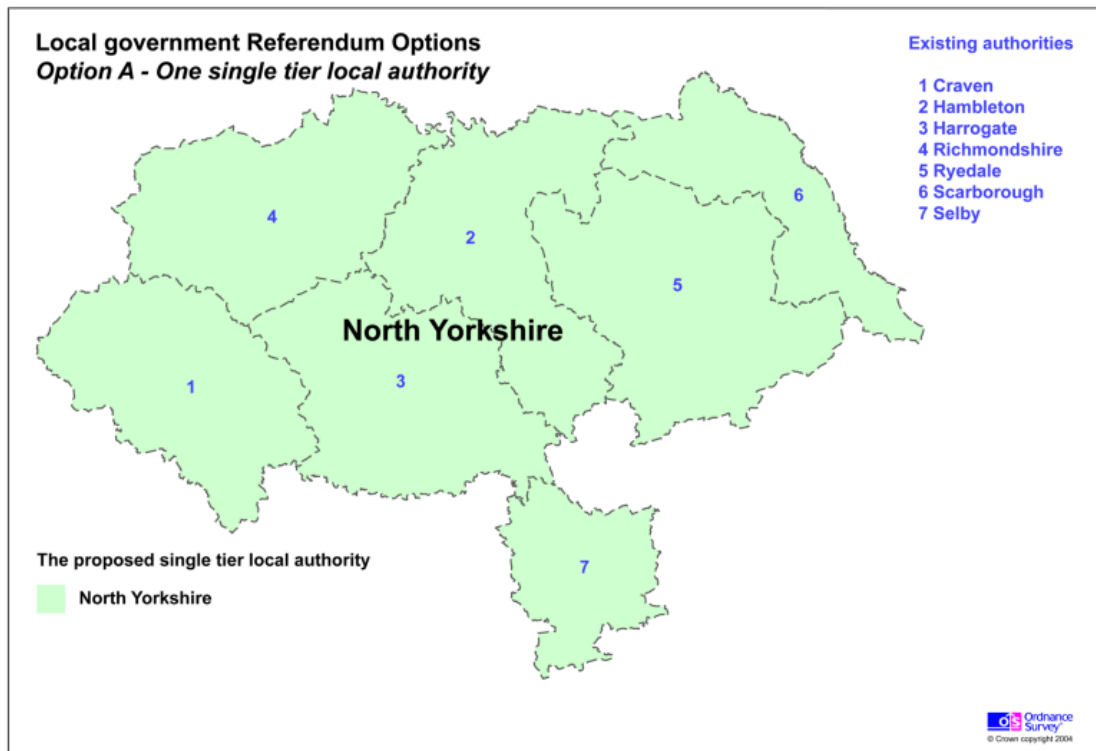 Local government Referendum Options
Option A - One single tier local authority
Existing authorities
1 Craven
2 Hambleton
3 Harrogate
4 Richmondshire
5 Ryedale
6 Scarborough
7 Selby
4
2
6
5
North Yorkshire
1
3
7
The proposed single tier local authority
North Yorkshire
os Ordnance
Survey®
© Crown copyright 2004